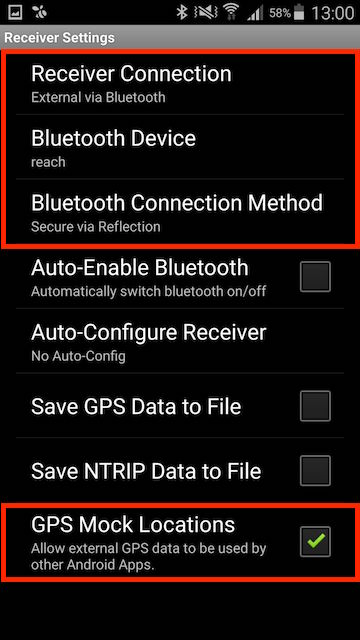 58% 13:00
Receiver Settings
Receiver Connection
External via Bluetooth
Bluetooth Device
reach
Bluetooth Connection Method
Secure via Reflection
Auto-Enable Bluetooth
Automatically switch bluetooth on/off
Auto-Configure Receiver
No Auto-Config
Save GPS Data to File
Save NTRIP Data to File
GPS Mock Locations
Allow external GPS data to be used by
other Android Apps.